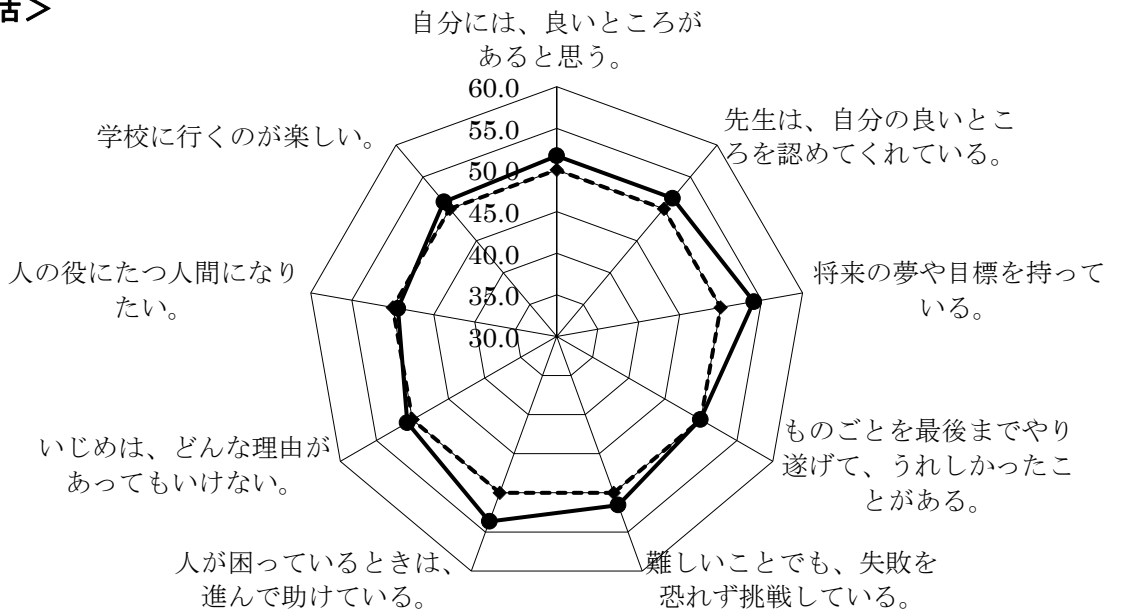 古＞
自分には、良いところが
あると思う。
先生は、自分の良いとこ
ろを認めてくれている。
将来の夢や目標を持って
いる。
ものごとを最後までやり
遂げて、うれしかったこ
とがある。
難しいことでも、失敗を
恐れず挑戦している。
人が困っているときは、
進んで助けている。
いじめは、どんな理由が
あってもいけない。
人の役にたつ人間になり
たい。
学校に行くのが楽しい。
60.0
55.0
50.0
45.0
40.0
35.0
30.0